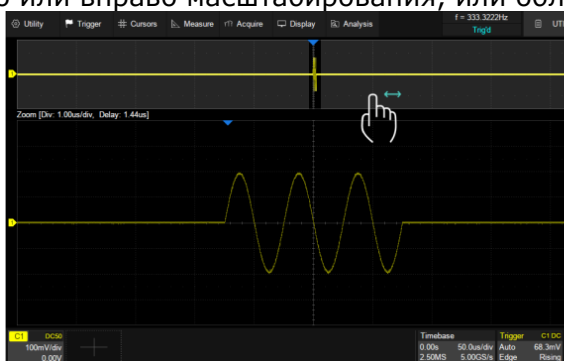 или вправо масштабирования, или бол
Utility Trigger Cursors Measure Acquire Display Analysis f = 333.3222Hz
Trig'd UTI
Zoom [Div: 1.00us/div, Delay: 1.44us]
C1 DC50 Timebase Trigger C1 DC
100mV/div 0.00s 50.0us/div Auto 68.3mV
0.00V 2.50MS 5.00GS/s Edge Rising